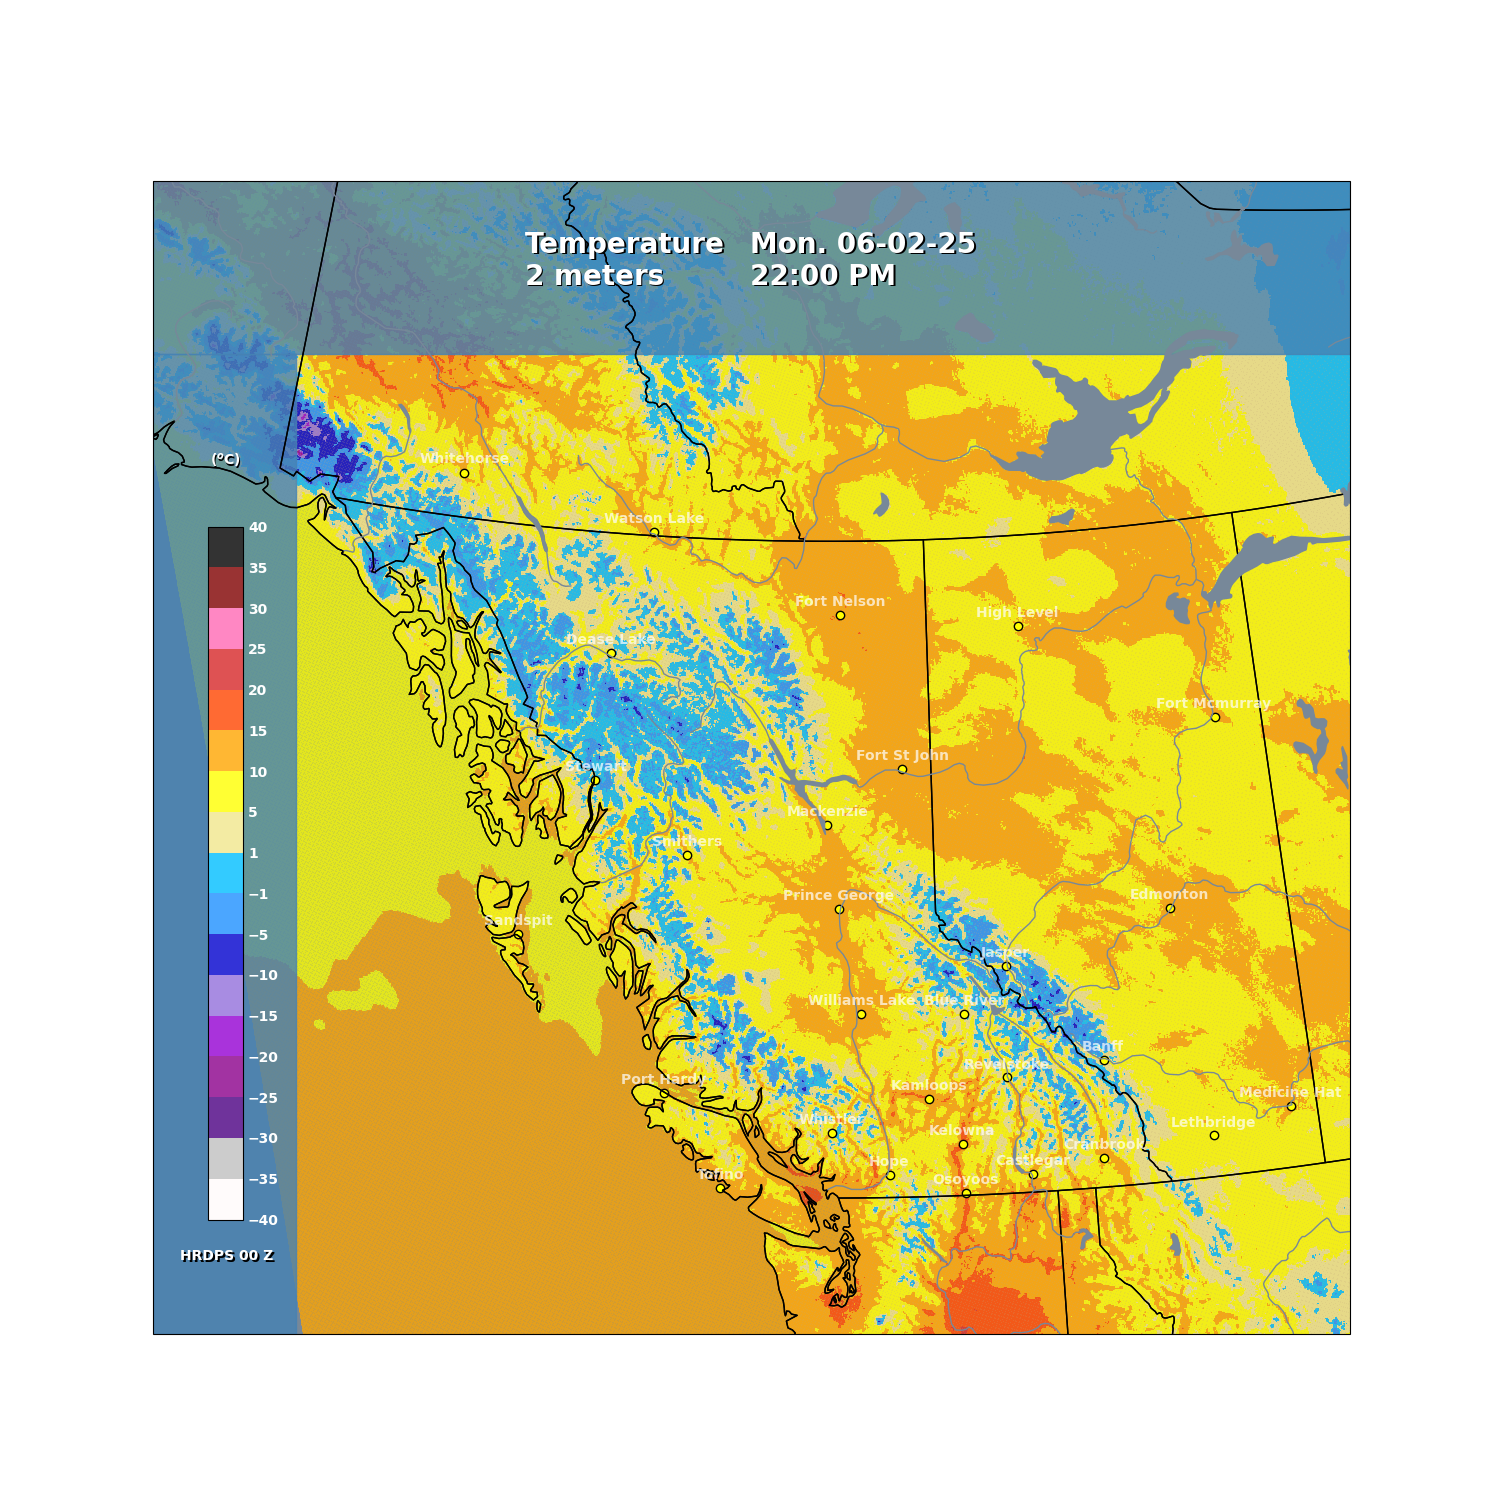 Temperature Mon. 06-02-25
2 meters 22:00 PM
Whitehorse
(°C)
Watson Lake
40
35
Fort Nelson
30
High Level
Dease Lake
25
20
Fort Mcmurray
15
Fort St John
Stewart
10
5
Mackenzie
Smithers
1
−1
Prince George
Edmonton
Sandspit
−5
Jasper
−10
Williams Lake Blue River
−15
Banff
−20
Revelstoke
Port Hardy
Kamloops
Medicine Hat
−25
Whistler
Lethbridge
Kelowna
−30
Cranbrook
Hope
Castlegar
Tofino
−35
Osoyoos
−40
HRDPS 00 Z